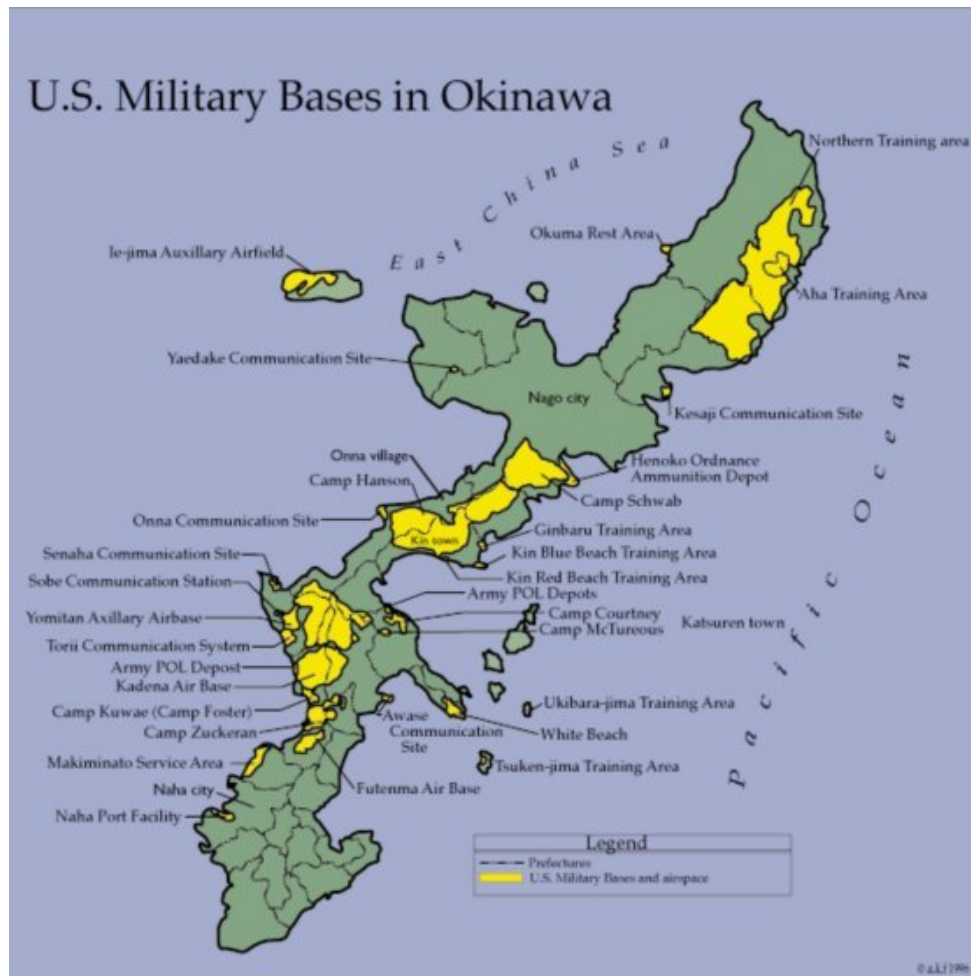 U.S. Military Bases in Okinawa
East China Sea
Northern Training area
Okuma Rest Area
Ie-jima Auxillary Airfield
Aha Training Area
Yaedake Communication Site
Nago city
Kesaji Communication Site
Onna village
Henoko Ordnance
Ammunition Depot
Camp Hanson
Camp Schwab
Onna Communication Site
Ginbaru Training Area
Kin town
Senaha Communication Site
Kin Blue Beach Training Area
Sobe Communication Station
Kin Red Beach Training Area
Army POL Depots
Yomitan Axillary Airbase
Camp Courtney
Katsuren town
Camp McTureous
Torii Communication System
Army POL Depost
Kadena Air Base
Ukibara-jima Training Area
Camp Kuwae (Camp Foster)
Awase
Communication
Site
Camp Zuckeran
White Beach
Makiminato Service Area
Tsuken-jima Training Area
Naha city
Futenma Air Base
Naha Port Facility
Pacific Ocean
Legend
Prefectures
U.S. Military Bases and airspace